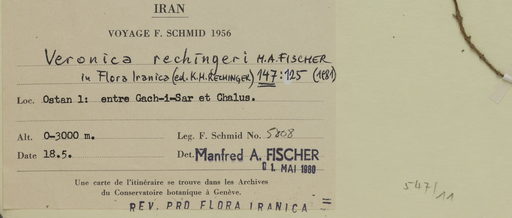 IRAN
VOYAGE F. SCHMID 1956
Veronica rechingeri M.A. FISCHER
in Flora Iranica (ed. K.H. RECHINGER) 147:125 (1981)
Loc. Ostan 1: entre Gach-i-Sar et Chalus.
Alt. 0-3000 m. Leg. F. Schmid No. 5808
Date 18.5. Det. Manfred A. FISCHER
01. MAI 1980
Une carte de l'itinéraire se trouve dans les Archives
du Conservatoire botanique à Genève.
REV. PRO FLORA IRANICA =
547/11